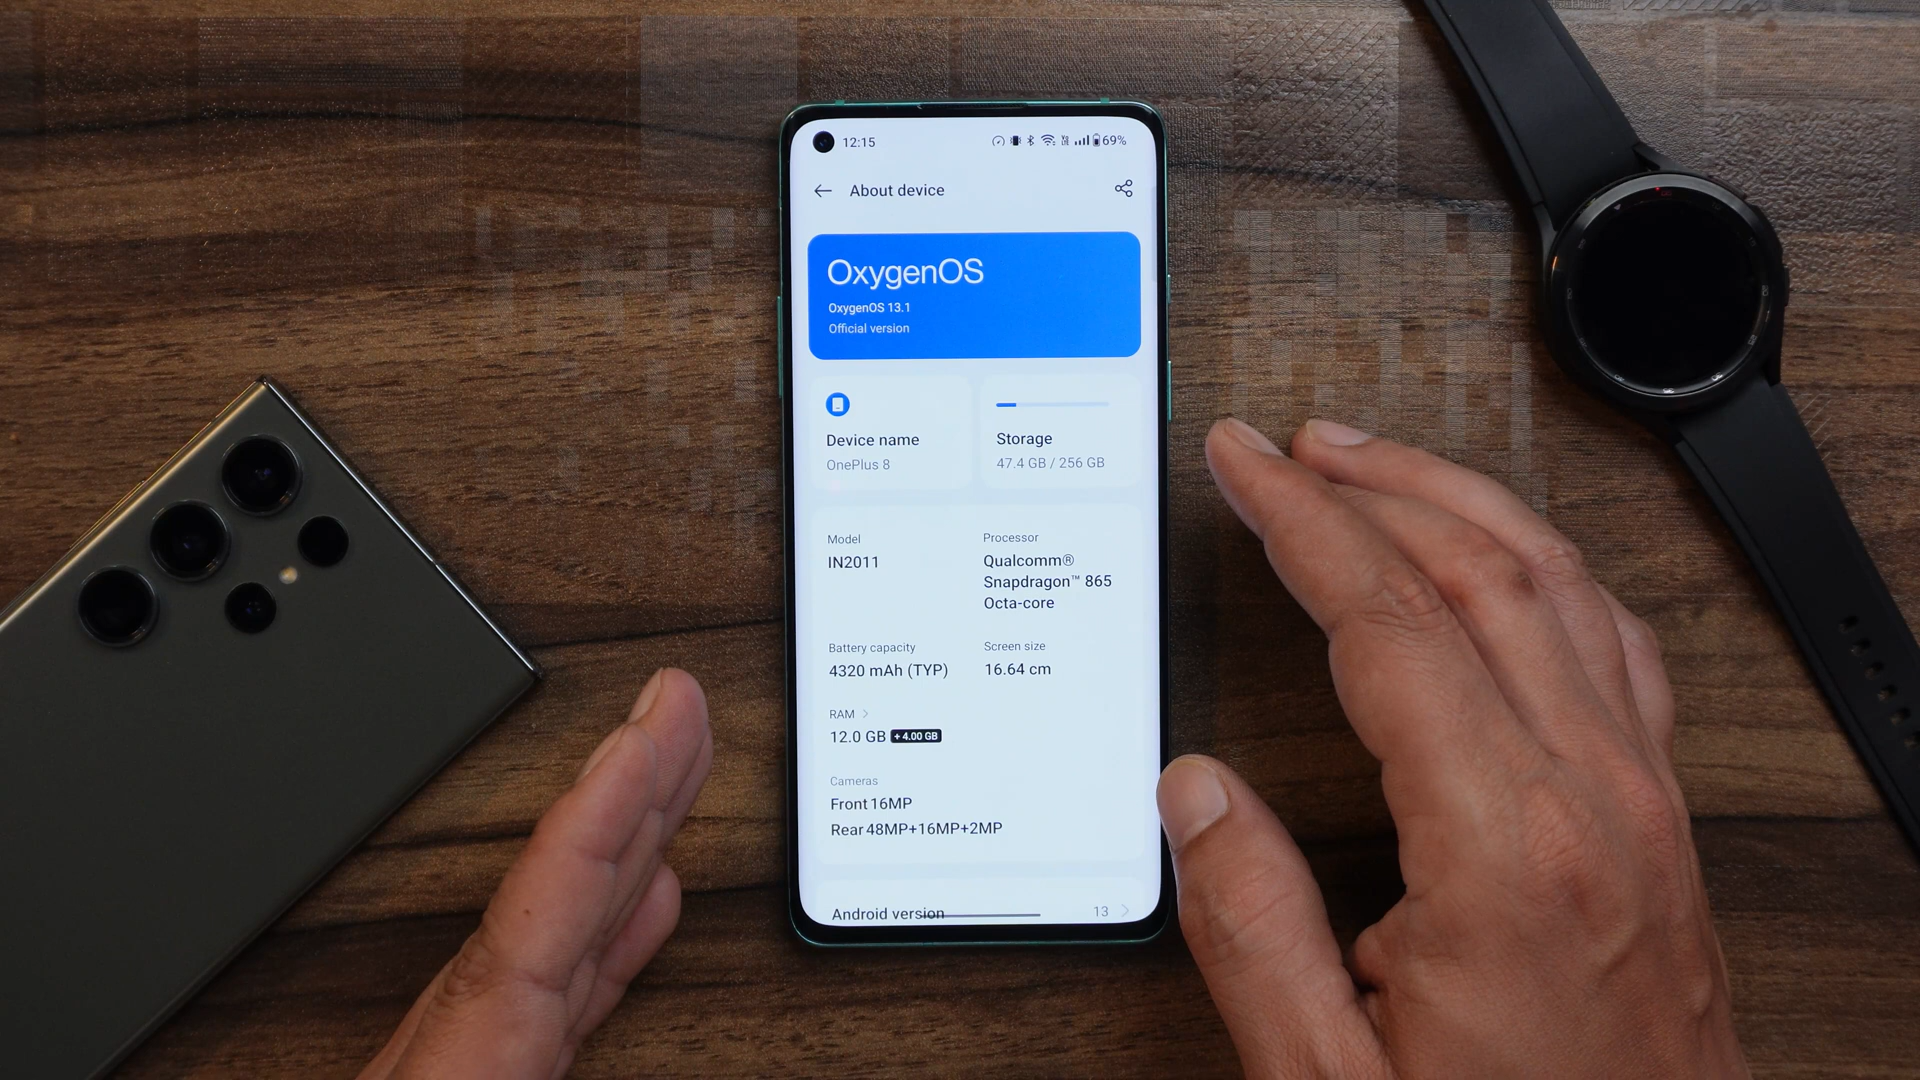 12:15
69%
About device
OxygenOS
OxygenOS 13.1
Official version
Device name
OnePlus 8
Storage
47.4 GB / 256 GB
Model
IN2011
Processor
Qualcomm®
Snapdragon™ 865
Octa-core
Battery capacity
4320 mAh (TYP)
Screen size
16.64 cm
RAM
12.0 GB + 4.00 GB
Cameras
Front 16MP
Rear 48MP+16MP+2MP
Android version
13